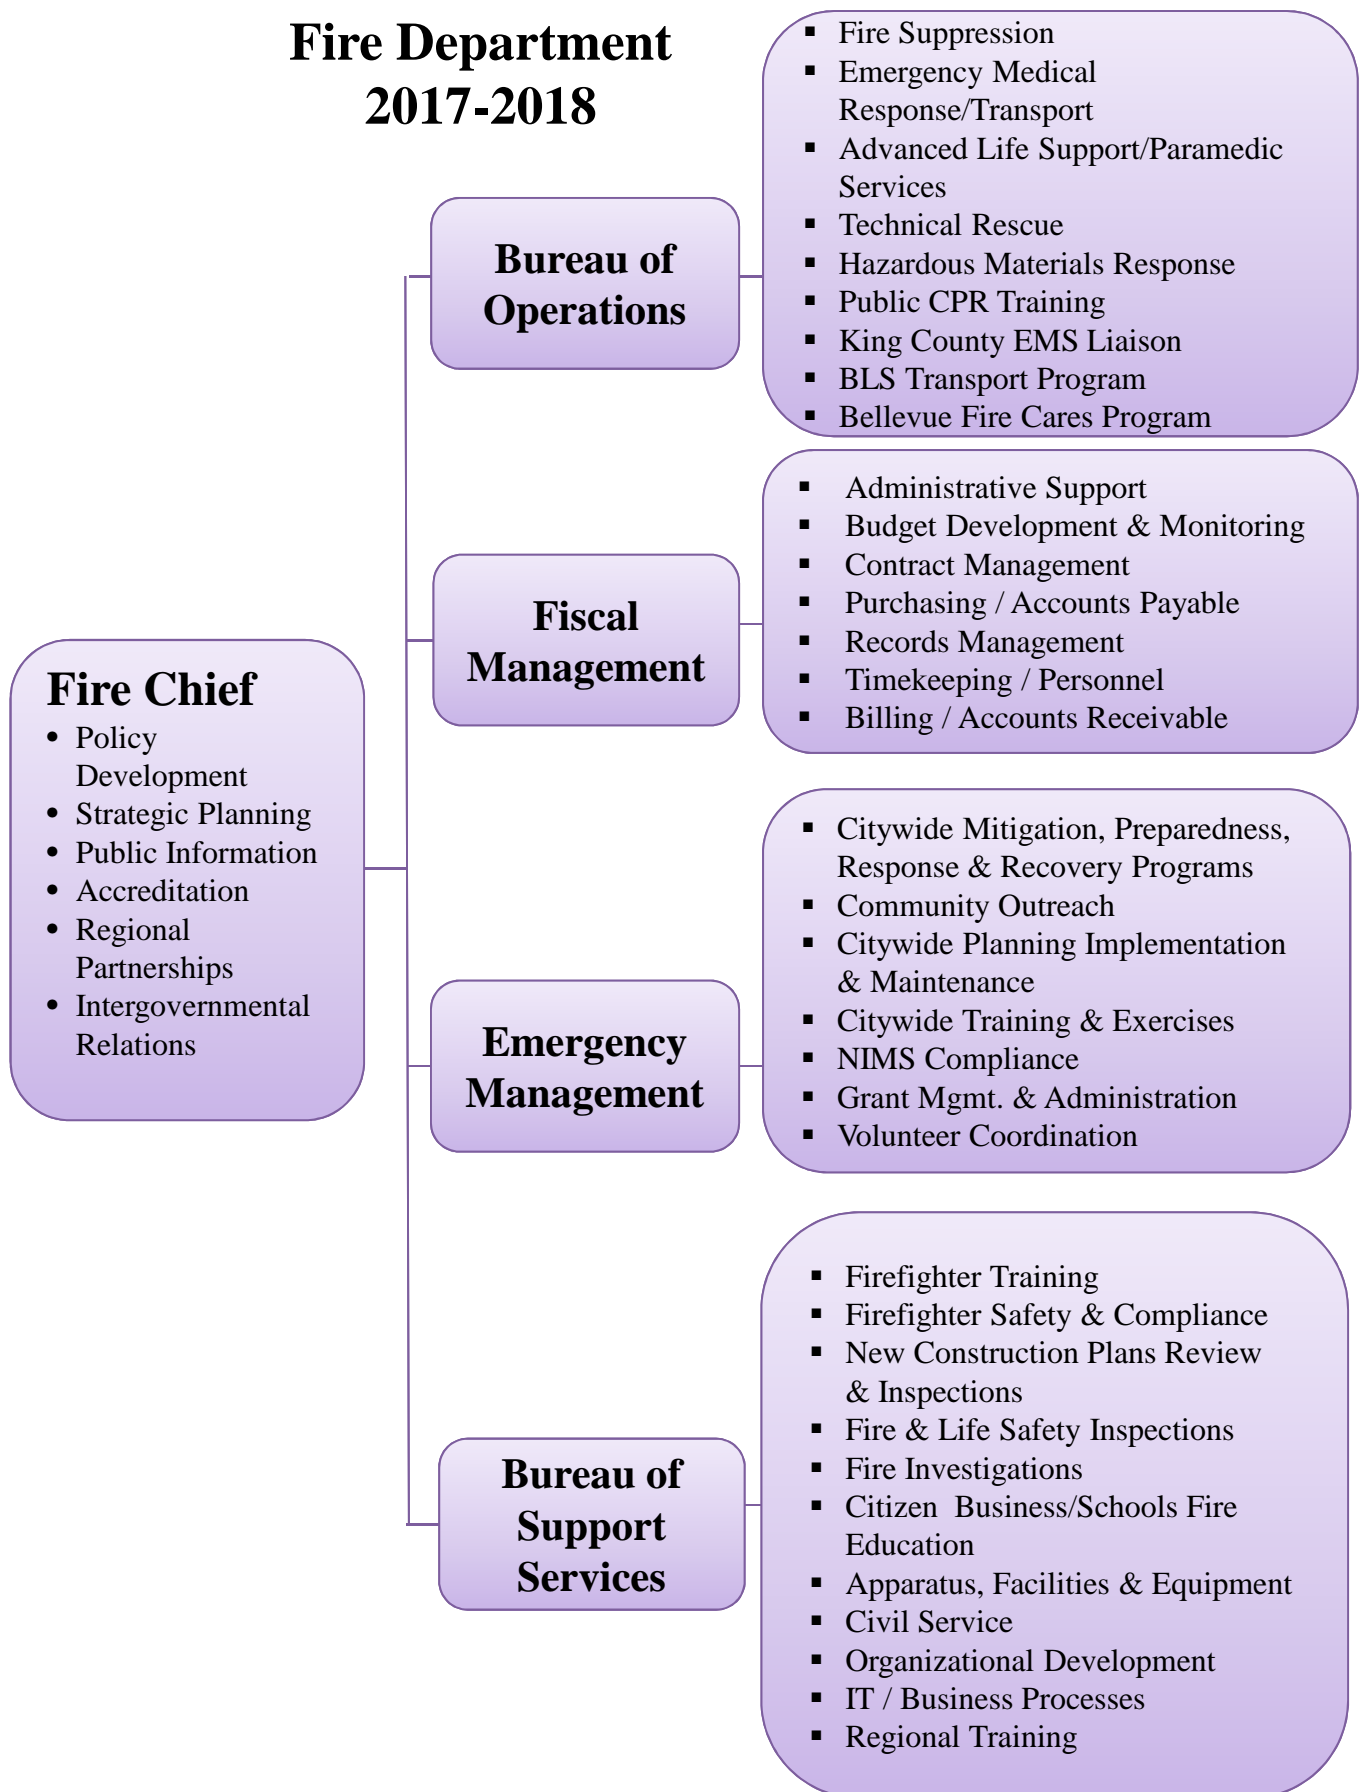 Fire Department
2017-2018
Fire Chief
• Policy
Development
• Strategic Planning
• Public Information
• Accreditation
• Regional
Partnerships
• Intergovernmental
Relations
Bureau of
Operations
▪ Fire Suppression
▪ Emergency Medical
Response/Transport
▪ Advanced Life Support/Paramedic
Services
▪ Technical Rescue
▪ Hazardous Materials Response
▪ Public CPR Training
▪ King County EMS Liaison
▪ BLS Transport Program
▪ Bellevue Fire Cares Program
Fiscal
Management
▪ Administrative Support
▪ Budget Development & Monitoring
▪ Contract Management
▪ Purchasing / Accounts Payable
▪ Records Management
▪ Timekeeping / Personnel
▪ Billing / Accounts Receivable
Emergency
Management
▪ Citywide Mitigation, Preparedness,
Response & Recovery Programs
▪ Community Outreach
▪ Citywide Planning Implementation
& Maintenance
▪ Citywide Training & Exercises
▪ NIMS Compliance
▪ Grant Mgmt. & Administration
▪ Volunteer Coordination
Bureau of
Support
Services
▪ Firefighter Training
▪ Firefighter Safety & Compliance
▪ New Construction Plans Review
& Inspections
▪ Fire & Life Safety Inspections
▪ Fire Investigations
▪ Citizen  Business/Schools Fire
Education
▪ Apparatus, Facilities & Equipment
▪ Civil Service
▪ Organizational Development
▪ IT / Business Processes
▪ Regional Training